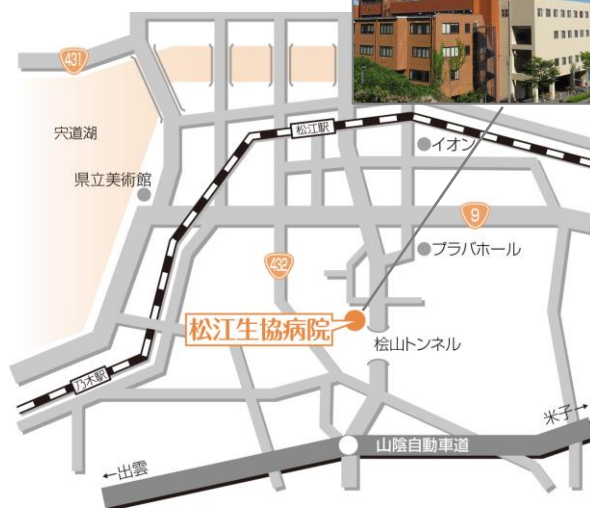 431
宍道湖
松江駅
イオン
県立美術館
9
プラバホール
432
松江生協病院
桧山トンネル
乃木駅
米子→
山陰自動車道
←出雲